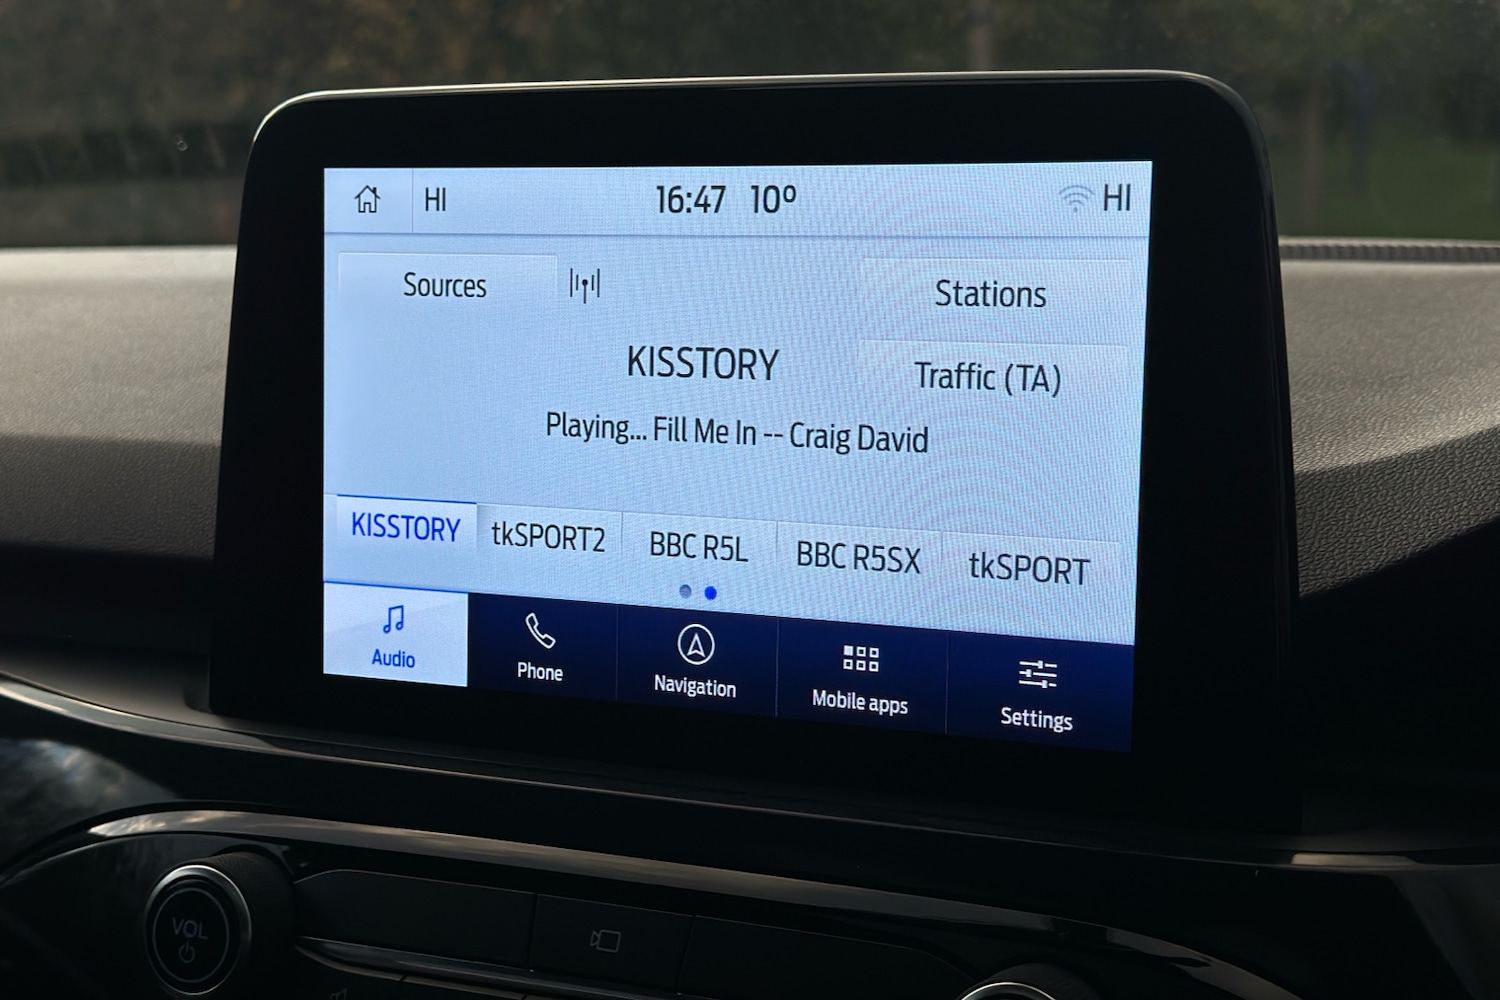 HI 16:47 10º HI
Sources Stations
KISSTORY
Traffic (TA)
Playing... Fill Me In -- Craig David
KISSTORY tkSPORT2 BBC R5L BBC R5SX tkSPORT
Audio Phone Navigation Mobile apps Settings
VOL